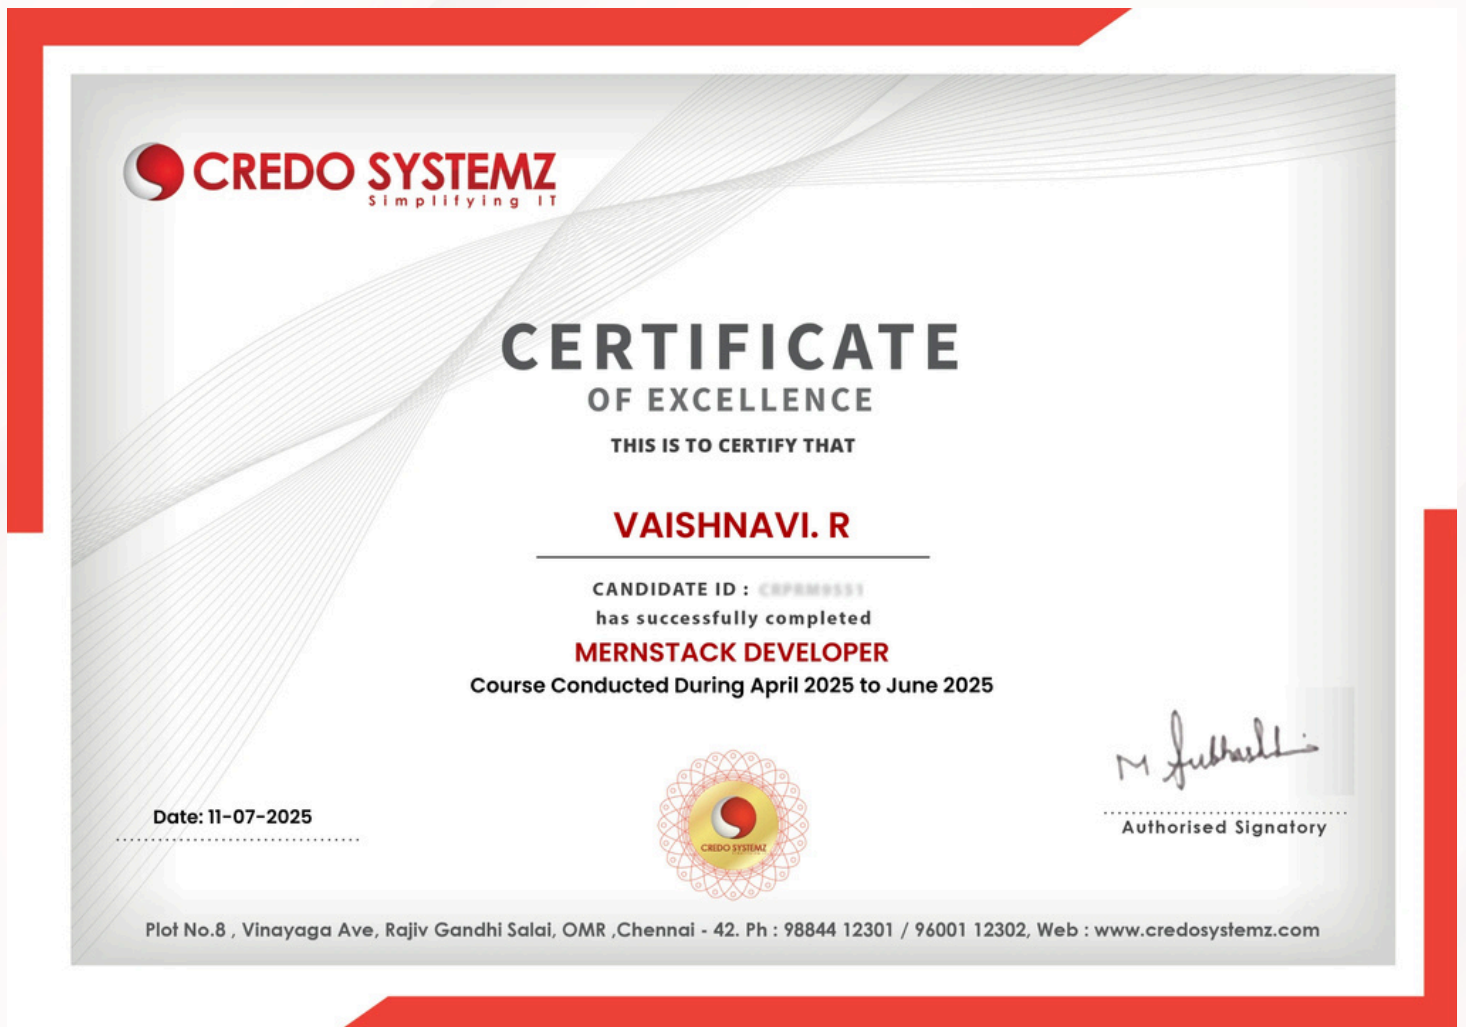 CREDO SYSTEMZ
Simplifying IT
CERTIFICATE
OF EXCELLENCE
THIS IS TO CERTIFY THAT
VAISHNAVI. R
CANDIDATE ID :
has successfully completed
MERNSTACK DEVELOPER
Course Conducted During April 2025 to June 2025
Date: 11-07-2025
CREDO SYSTEMZ
Authorised Signatory
Plot No.8 , Vinayaga Ave, Rajiv Gandhi Salai, OMR ,Chennai - 42. Ph : 98844 12301 / 96001 12302, Web : www.credosystemz.com